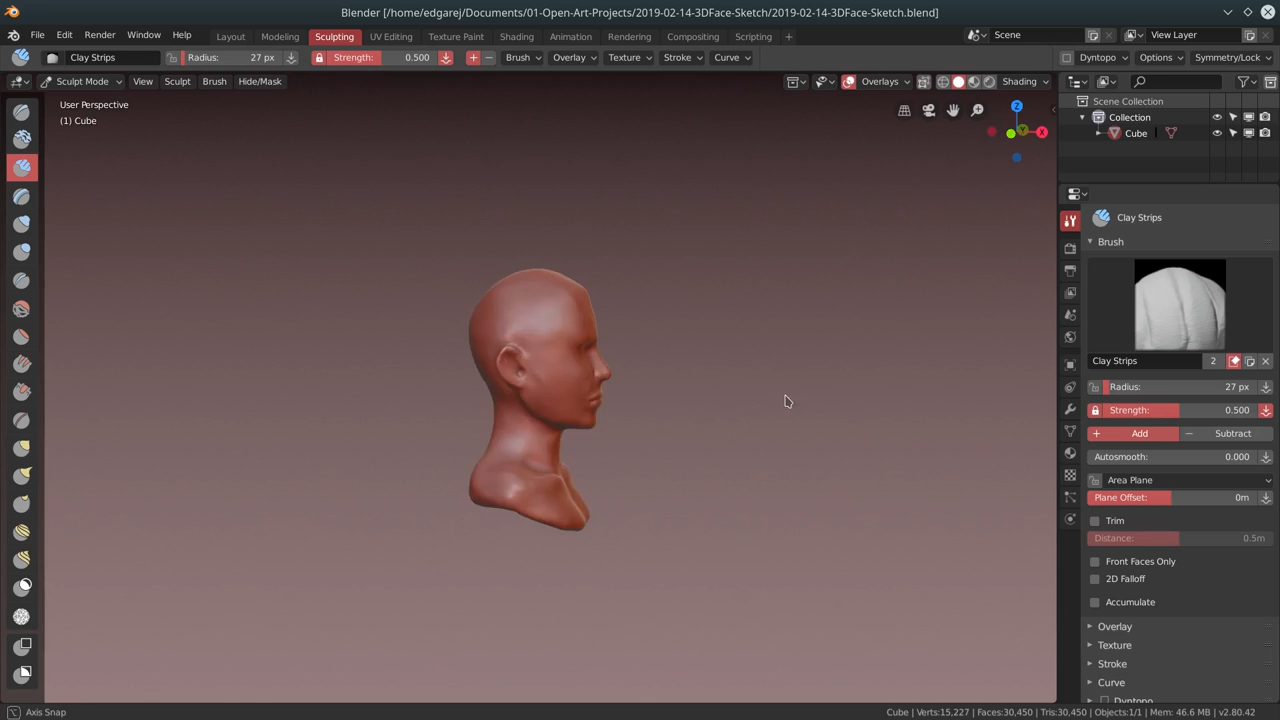 Blender [/home/edgarej/Documents/01-Open-Art-Projects/2019-02-14-3DFace-Sketch/2019-02-14-3DFace-Sketch.blend]
File Edit Render Window Help Layout Modeling Sculpting UV Editing Texture Paint Shading Animation Rendering Compositing Scripting + Scene View Layer
Clay Strips Radius: 27 px Strength: 0.500 + − Brush Overlay Texture Stroke Curve Dyntopo Options Symmetry/Lock
Sculpt Mode View Sculpt Brush Hide/Mask Overlays Shading
User Perspective
(1) Cube
Z
Y
X
Scene Collection
Collection
Cube
Clay Strips
Brush
Clay Strips 2
Radius: 27 px
Strength: 0.500
+ Add − Subtract
Autosmooth: 0.000
Area Plane
Plane Offset: 0m
Trim
Distance: 0.5m
Front Faces Only
2D Falloff
Accumulate
Overlay
Texture
Stroke
Curve
Dyntopo
Axis Snap
Cube | Verts:15,227 | Faces:30,450 | Tris:30,450 | Objects:1/1 | Mem: 46.6 MB | v2.80.42